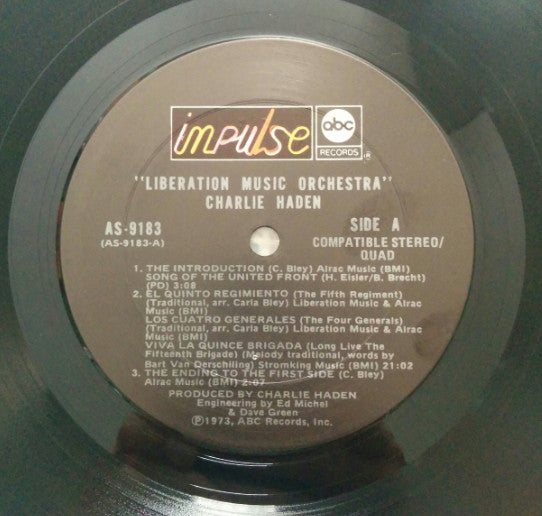 impulse
abc
RECORDS
®
"LIBERATION MUSIC ORCHESTRA"
CHARLIE HADEN
AS-9183
(AS-9183-A)
SIDE A
COMPATIBLE STEREO/
QUAD
1. THE INTRODUCTION (C. Bley) Alrac Music (BMI)
SONG OF THE UNITED FRONT (H. Eisler/B. Brecht)
(PD) 3:08
2. EL QUINTO REGIMIENTO (The Fifth Regiment)
(Traditional, arr. Carla Bley) Liberation Music & Alrac
Music (BMI)
LOS CUATRO GENERALES (The Four Generals)
(Traditional, arr. Carla Bley) Liberation Music & Alrac
Music (BMI)
VIVA LA QUINCE BRIGADA (Long Live The
Fifteenth Brigade) (Melody traditional, words by
Bart Van Derschiling) Stromking Music (BMI) 21:02
3. THE ENDING TO THE FIRST SIDE (C. Bley)
Alrac Music (BMI) 2:07
PRODUCED BY CHARLIE HADEN
Engineering by Ed Michel
& Dave Green
Ⓟ1973, ABC Records, Inc.